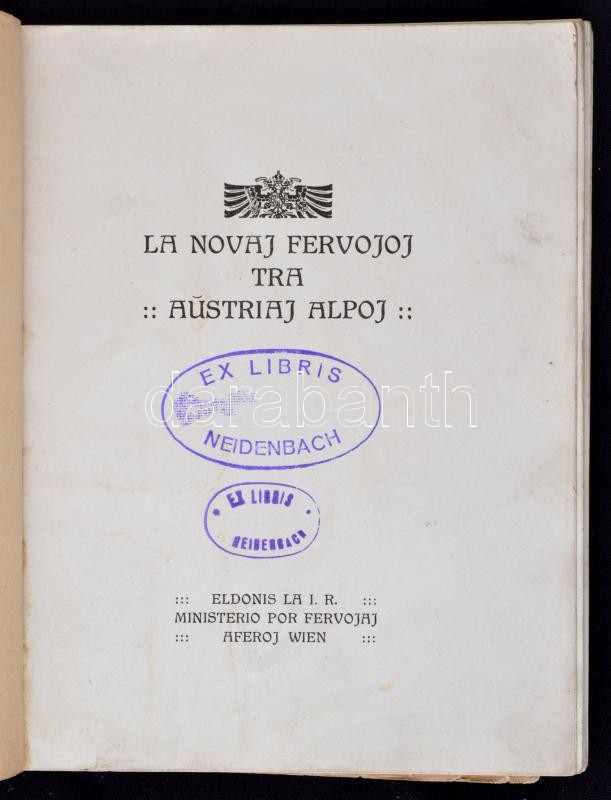 LA NOVAJ FERVOJOJ
TRA
:: AŬSTRIAJ ALPOJ ::
EX LIBRIS
darabanth
NEIDENBACH
EX LIBRIS
NEIDENBACH
::: ELDONIS LA I. R. :::
MINISTERIO POR FERVOJAJ
::: AFEROJ WIEN :::